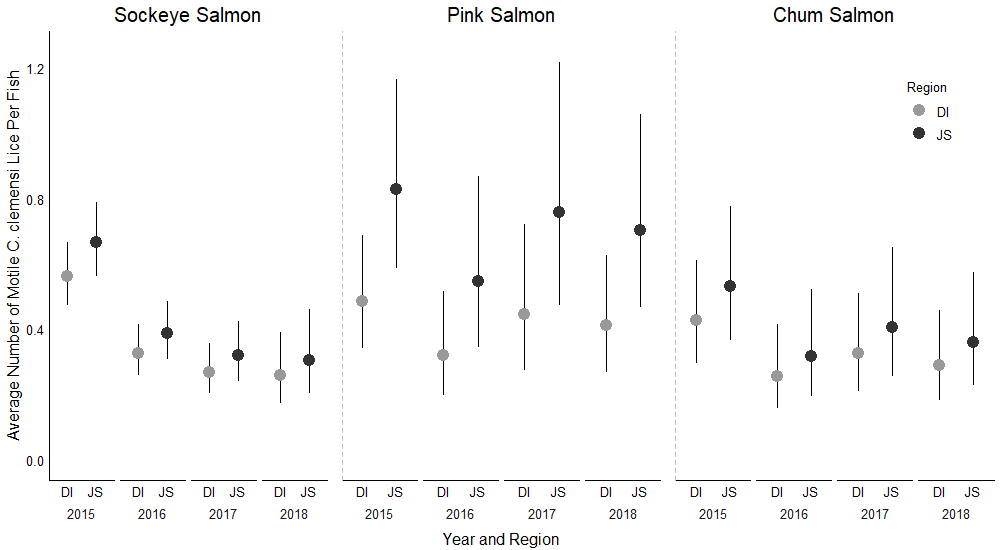 Sockeye Salmon Pink Salmon Chum Salmon
Average Number of Motile C. clemensi Lice Per Fish
1.2
0.8
0.4
0.0
Region
DI
JS
DI JS DI JS DI JS DI JS DI JS DI JS DI JS DI JS DI JS DI JS DI JS DI JS
2015 2016 2017 2018 2015 2016 2017 2018 2015 2016 2017 2018
Year and Region